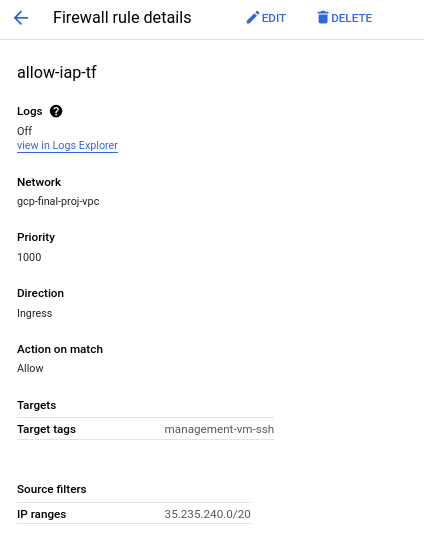 Firewall rule details
EDIT
DELETE
allow-iap-tf
Logs ?
Off
view in Logs Explorer
Network
gcp-final-proj-vpc
Priority
1000
Direction
Ingress
Action on match
Allow
Targets
Target tags management-vm-ssh
Source filters
IP ranges 35.235.240.0/20